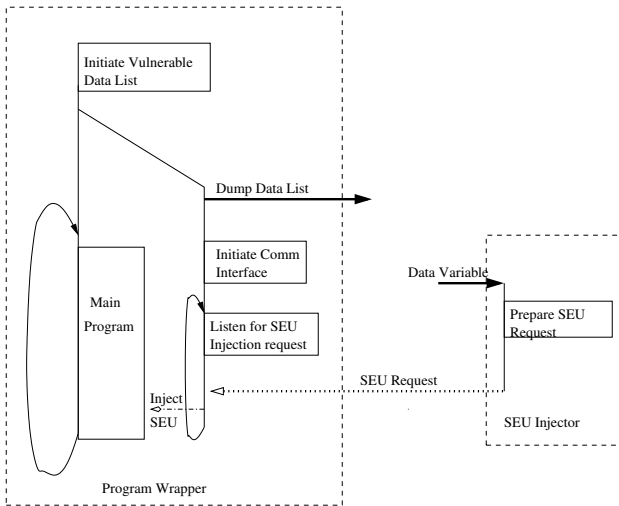 Initiate Vulnerable
Data List
Dump Data List
Initiate Comm
Interface
Data Variable
Main
Program
Listen for SEU
Injection request
Prepare SEU
Request
SEU Request
Inject
SEU
SEU Injector
Program Wrapper